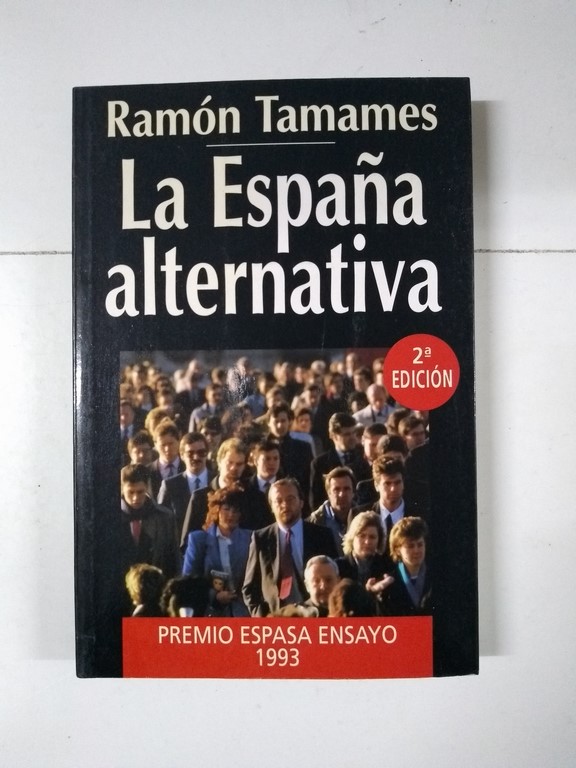 Ramón Tamames
La España
alternativa
2ª
EDICIÓN
PREMIO ESPASA ENSAYO
1993